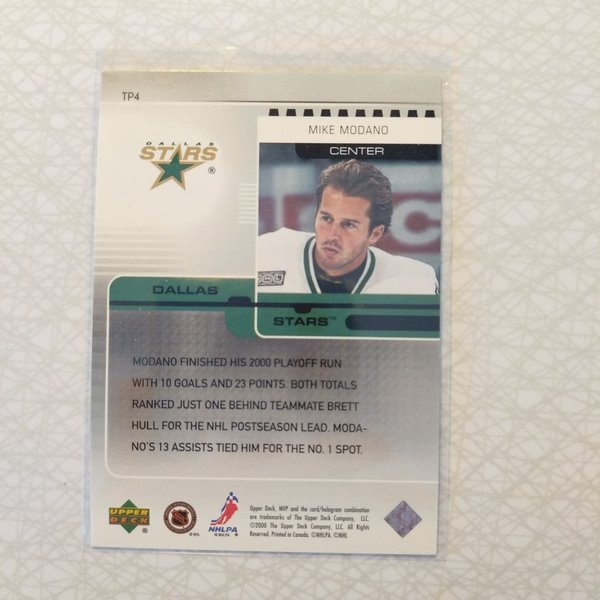 TP4
MIKE MODANO
CENTER
DALLAS
STARS®
DALLAS
STARS™
MODANO FINISHED HIS 2000 PLAYOFF RUN
WITH 10 GOALS AND 23 POINTS. BOTH TOTALS
RANKED JUST ONE BEHIND TEAMMATE BRETT
HULL FOR THE NHL POSTSEASON LEAD. MODA-
NO'S 13 ASSISTS TIED HIM FOR THE NO. 1 SPOT.
UPPER
DECK®
NHLPA
Upper Deck, MVP and the card/hologram combination
are trademarks of The Upper Deck Company, LLC.
©2000 The Upper Deck Company, LLC. All Rights
Reserved. Printed in Canada. ©NHLPA. ©NHL